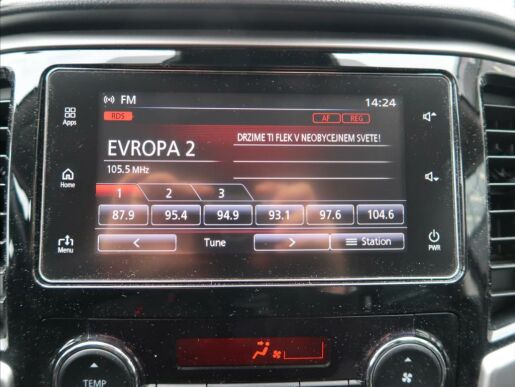 FM 14:24
RDS AF REG
Apps
EVROPA 2
DRZIME TI FLEK V NEOBYCEJNEM SVETE!
105.5 MHz
Home
1 2 3
87.9 95.4 94.9 93.1 97.6 104.6
< Tune > Station
Menu
PWR
TEMP